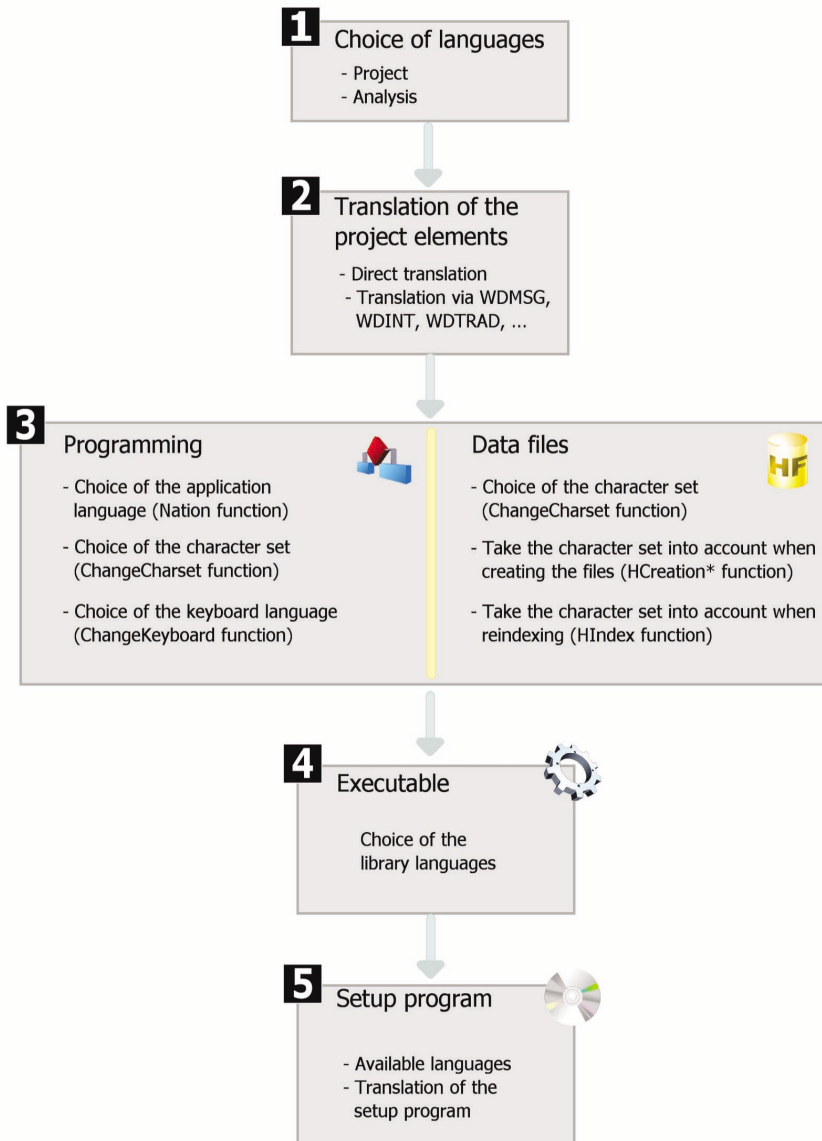 1
Choice of languages
- Project
- Analysis
2
Translation of the
project elements
- Direct translation
- Translation via WDMSG,
WDINT, WDTRAD, ...
3
Programming
- Choice of the application
language (Nation function)
- Choice of the character set
(ChangeCharset function)
- Choice of the keyboard language
(ChangeKeyboard function)
Data files
HF
- Choice of the character set
(ChangeCharset function)
- Take the character set into account when
creating the files (HCreation* function)
- Take the character set into account when
reindexing (HIndex function)
4
Executable
Choice of the
library languages
5
Setup program
- Available languages
- Translation of the
setup program